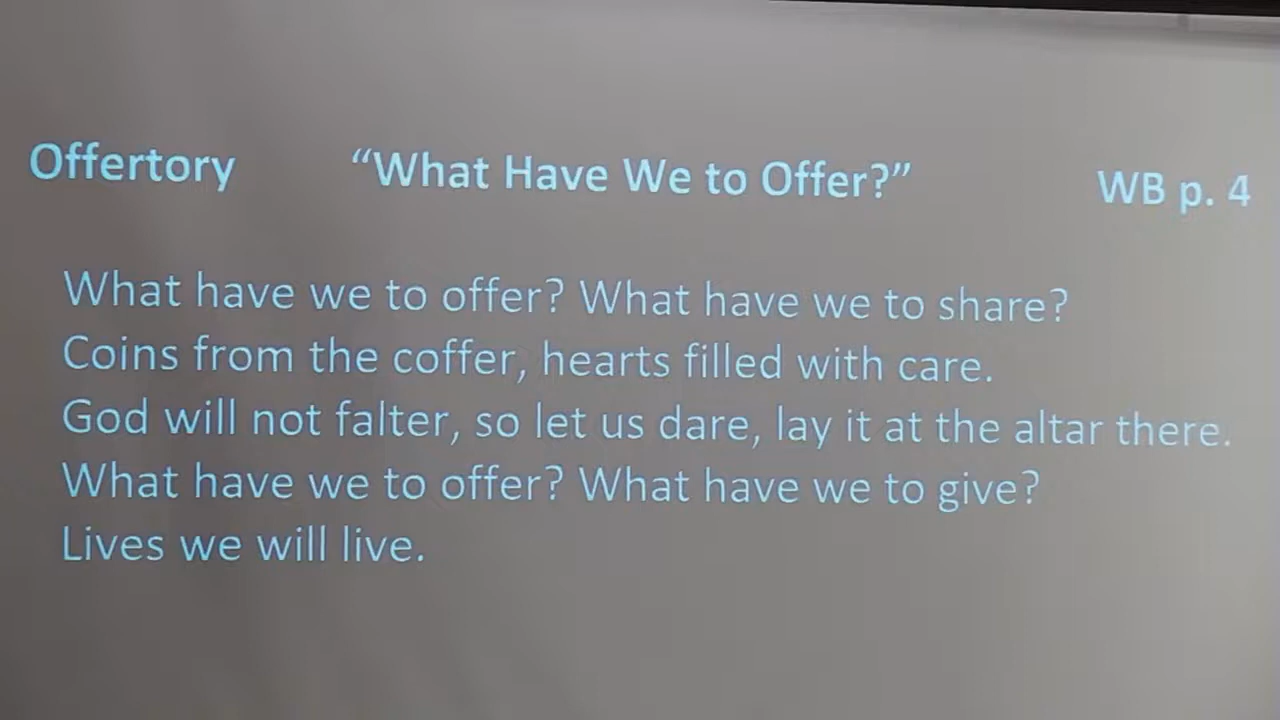 Offertory “What Have We to Offer?” WB p. 4
What have we to offer? What have we to share?
Coins from the coffer, hearts filled with care.
God will not falter, so let us dare, lay it at the altar there.
What have we to offer? What have we to give?
Lives we will live.